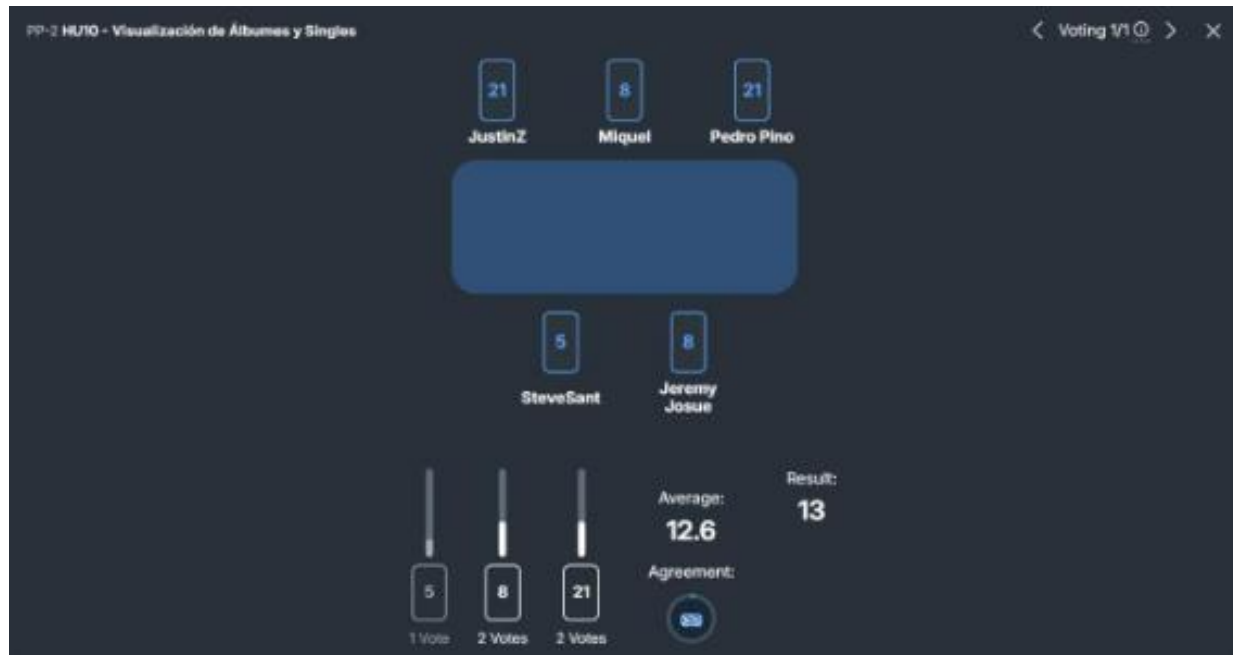 PP-2 HU10 - Visualización de Álbumes y Singles
Voting 1/1
21
8
21
JustinZ
Miquel
Pedro Pino
5
8
SteveSant
Jeremy
Josue
Result:
13
Average:
12.6
Agreement:
5
8
21
1 Vote
2 Votes
2 Votes